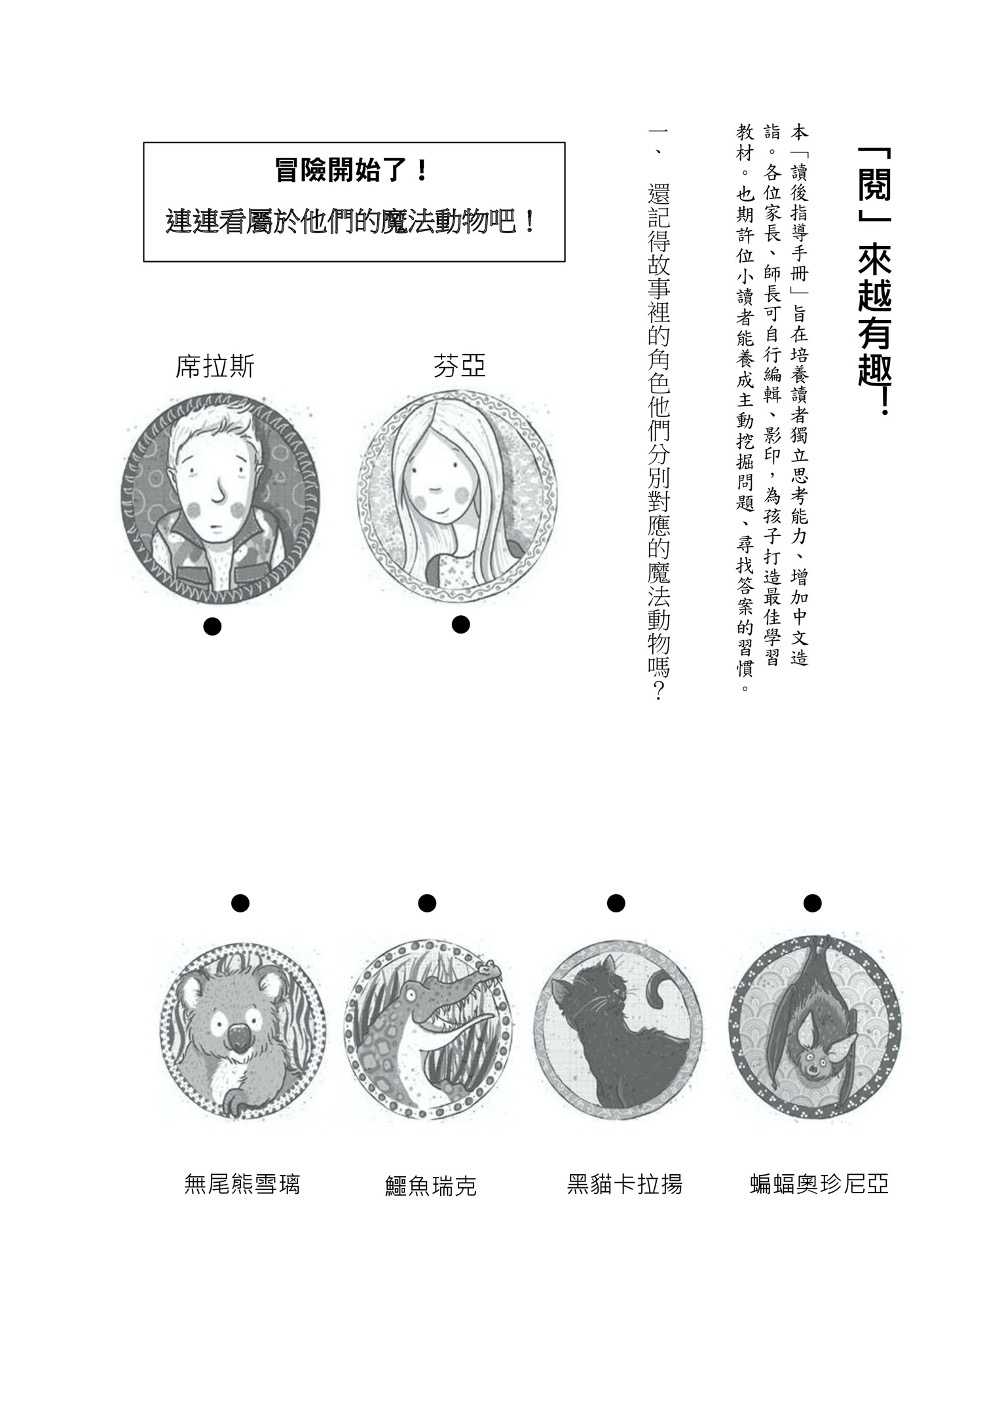 「閱」來越有趣！
本「讀後指導手冊」旨在培養讀者獨立思考能力、增加中文造
詣。各位家長、師長可自行編輯、影印，為孩子打造最佳學習
教材。也期許位小讀者能養成主動挖掘問題、尋找答案的習慣。
一、 還記得故事裡的角色他們分別對應的魔法動物嗎？
冒險開始了！
連連看屬於他們的魔法動物吧！
席拉斯
芬亞
無尾熊雪璃
鱷魚瑞克
黑貓卡拉揚
蝙蝠奧珍尼亞